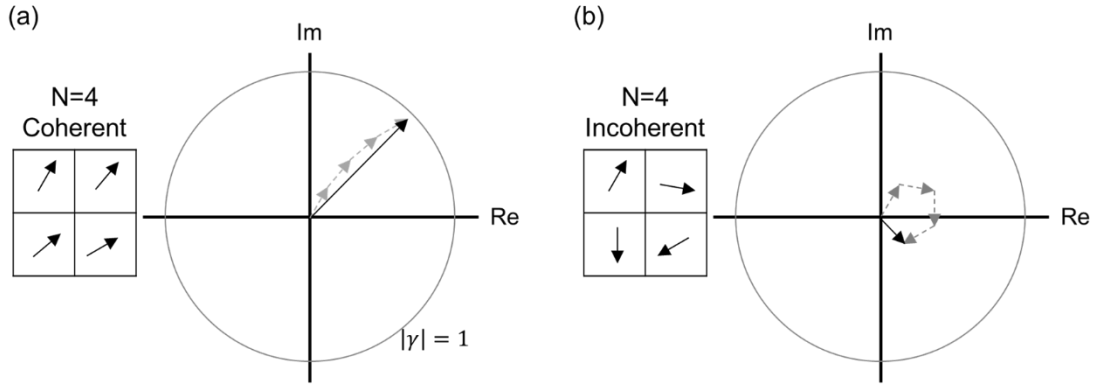 (a)
Im
N=4
Coherent
Re
|γ| = 1
(b)
Im
N=4
Incoherent
Re